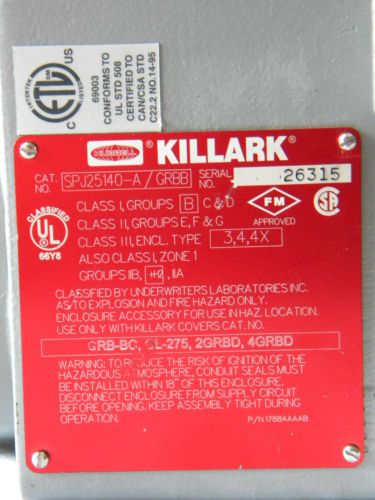 C US
INTERTEK
ETL
LISTED
69003
CONFORMS TO
UL STD 508
CERTIFIED TO
CAN/CSA STD
C22.2 NO.14-95
HUBBELL KILLARK®
CAT. NO. SPJ25140-A / GRBB SERIAL NO. 26315
CLASS I, GROUPS B C & D
CLASS II, GROUPS E, F & G
CLASS III, ENCL. TYPE 3,4,4X
ALSO CLASS I, ZONE 1
GROUPS IIB, +H2 , IIA
CLASSIFIED
UL
66Y8
FM
APPROVED
SA
CLASSIFIED BY UNDERWRITERS LABORATORIES INC.
AS TO EXPLOSION AND FIRE HAZARD ONLY.
ENCLOSURE ACCESSORY FOR USE IN HAZ. LOCATION.
USE ONLY WITH KILLARK COVERS CAT. NO.
GRB-BC, GL-275, 2GRBD, 4GRBD
WARNING: TO REDUCE THE RISK OF IGNITION OF THE
HAZARDOUS ATMOSPHERE, CONDUIT SEALS MUST
BE INSTALLED WITHIN 18" OF THIS ENCLOSURE.
DISCONNECT ENCLOSURE FROM SUPPLY CIRCUIT
BEFORE OPENING. KEEP ASSEMBLY TIGHT DURING
OPERATION.
P/N 17884AAAB